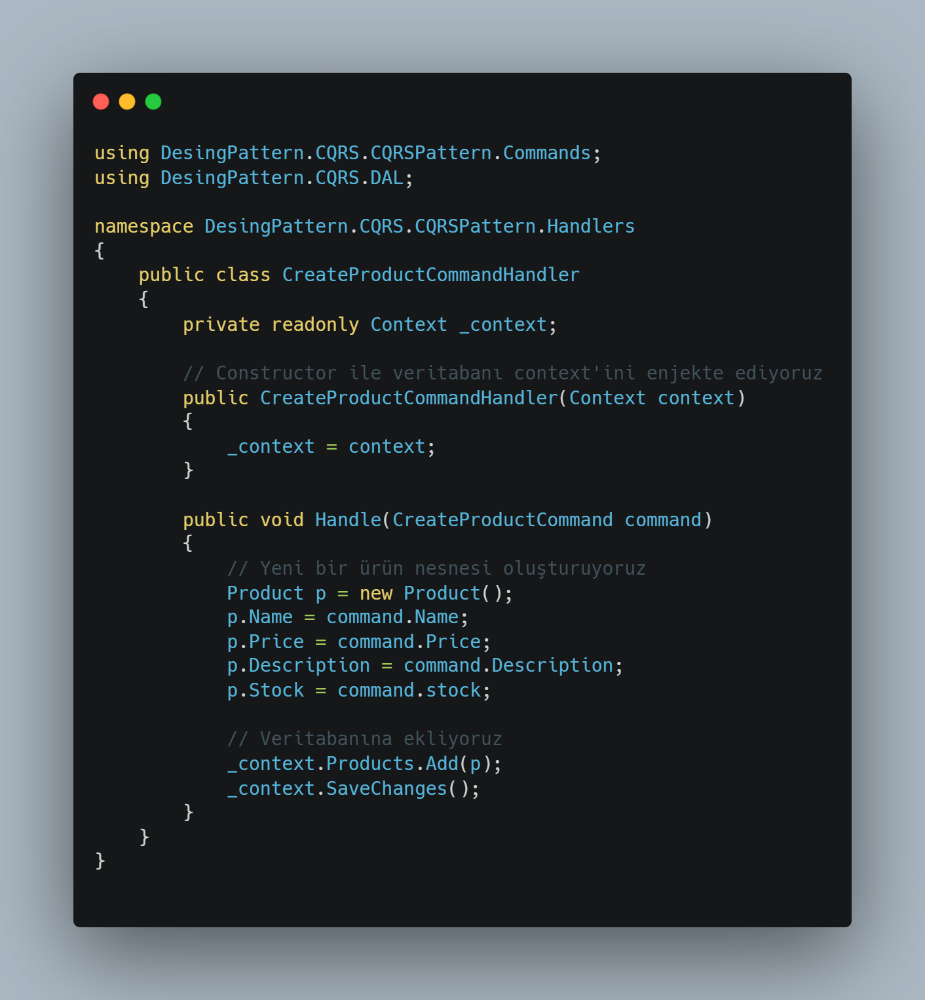 using DesingPattern.CQRS.CQRSPattern.Commands;
using DesingPattern.CQRS.DAL;

namespace DesingPattern.CQRS.CQRSPattern.Handlers
{
    public class CreateProductCommandHandler
    {
        private readonly Context _context;

        // Constructor ile veritabanı context'ini enjekte ediyoruz
        public CreateProductCommandHandler(Context context)
        {
            _context = context;
        }

        public void Handle(CreateProductCommand command)
        {
            // Yeni bir ürün nesnesi oluşturuyoruz
            Product p = new Product();
            p.Name = command.Name;
            p.Price = command.Price;
            p.Description = command.Description;
            p.Stock = command.stock;

            // Veritabanına ekliyoruz
            _context.Products.Add(p);
            _context.SaveChanges();
        }
    }
}